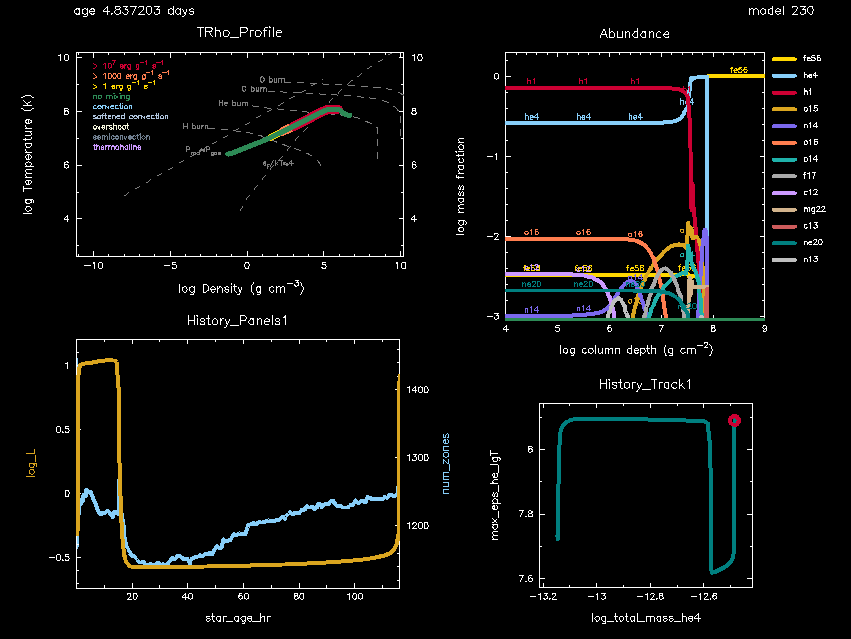 age 4.837203 days
model 230
TRho_Profile
> 10⁷ erg g⁻¹ s⁻¹
> 1000 erg g⁻¹ s⁻¹
> 1 erg g⁻¹ s⁻¹
no mixing
convection
softened convection
overshoot
semiconvection
thermohaline
O burn
C burn
He burn
H burn
10
8
6
4
10
8
6
4
−10
−5
0
5
10
log Temperature (K)
log Density (g cm⁻³)
Abundance
h1 h1 h1
he4 he4 he4
he4
fe56
o16 o16 o16
fe56
ne20 ne20
n14 n14
0
−1
−2
−3
4 5 6 7 8 9
log mass fraction
log column depth (g cm⁻²)
fe56
he4
h1
o15
n14
o16
o14
f17
c12
mg22
c13
ne20
n13
History_Panels1
1
0.5
0
−0.5
1400
1300
1200
20 40 60 80 100
log_L
num_zones
star_age_hr
History_Track1
8
7.8
7.6
−13.2 −13 −12.8 −12.6
max_eps_he_lgT
log_total_mass_he4